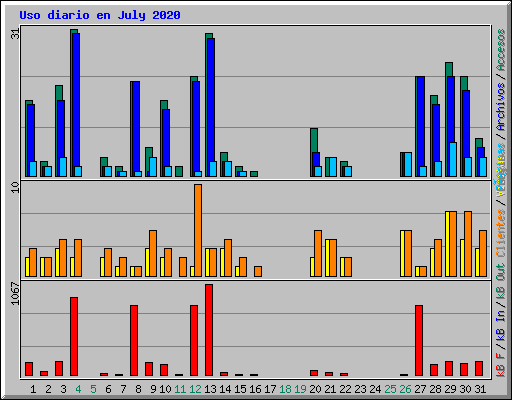 Uso diario en July 2020
31
10
1067
Páginas / Archivos / Accesos
Clientes /
kB F / kB In / kB Out
1 2 3 4 5 6 7 8 9 10 11 12 13 14 15 16 17 18 19 20 21 22 23 24 25 26 27 28 29 30 31